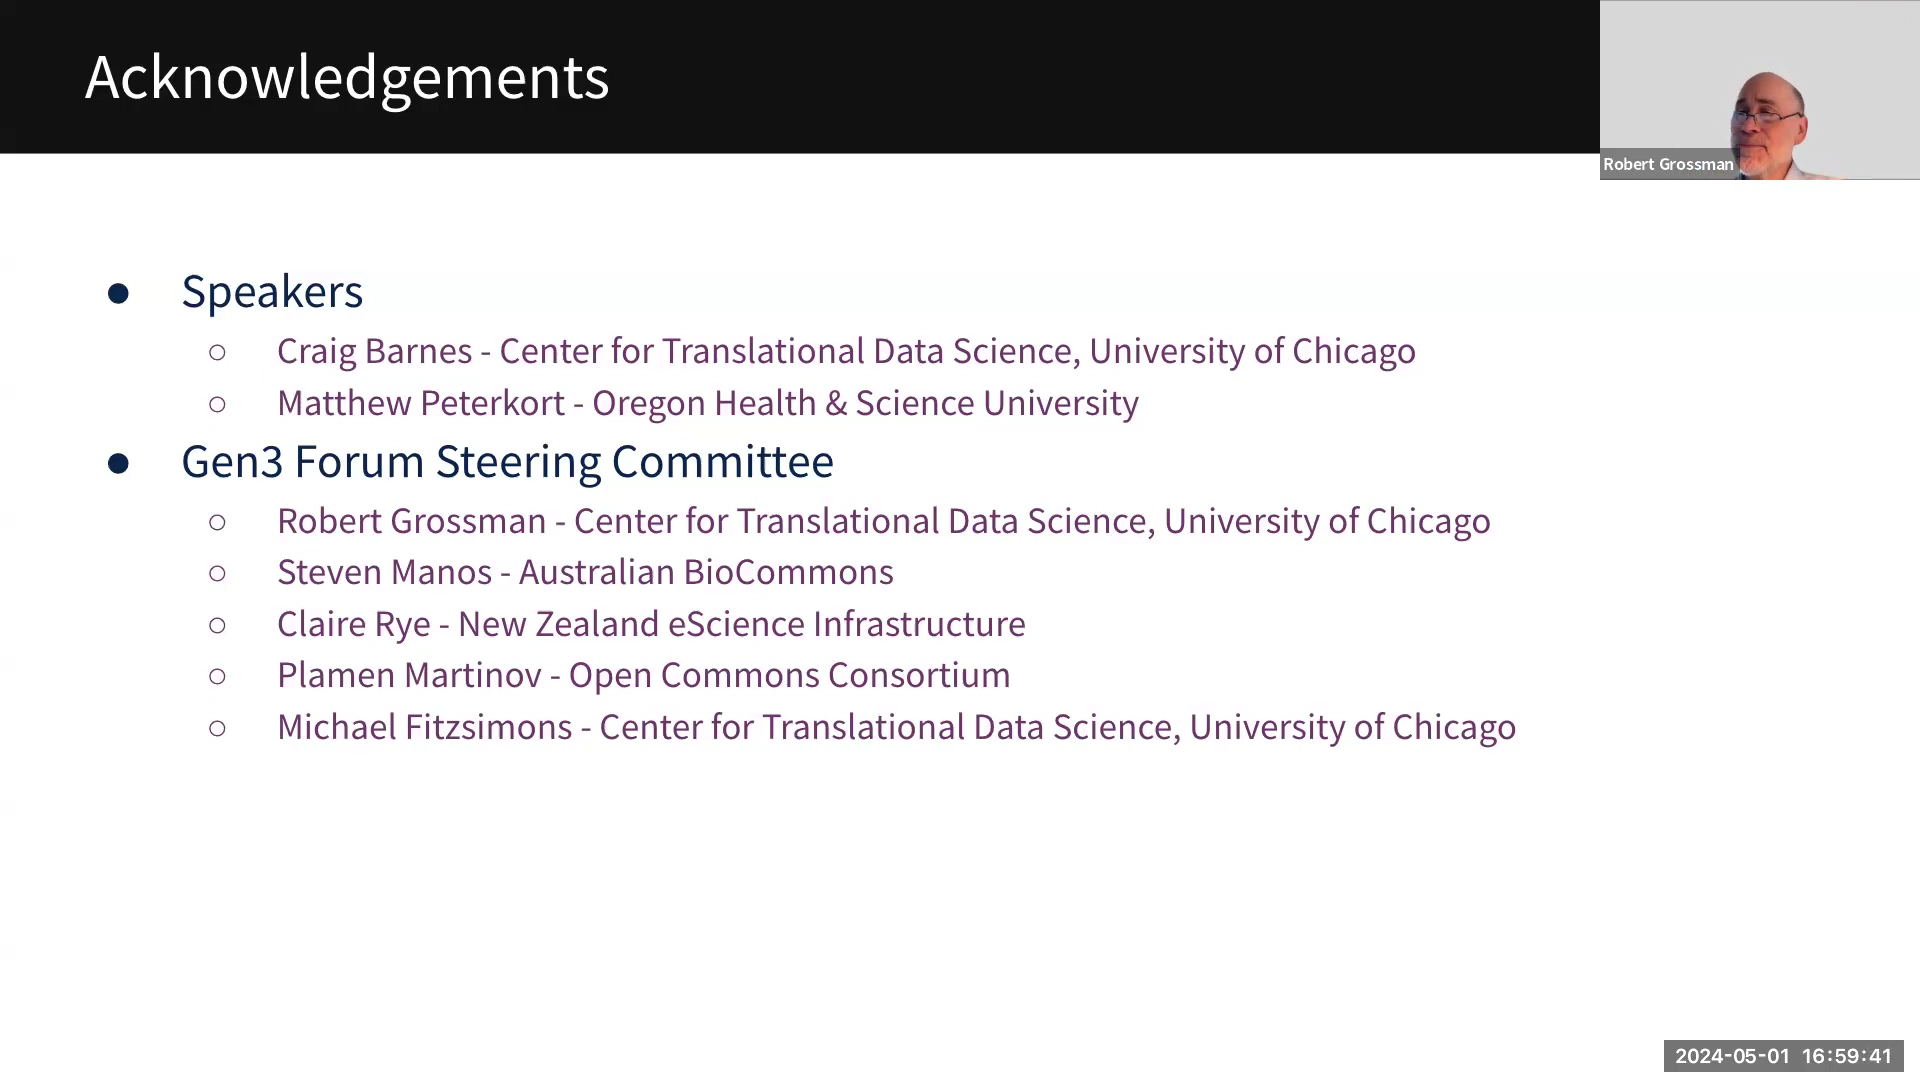 Acknowledgements
Robert Grossman
● Speakers
○ Craig Barnes - Center for Translational Data Science, University of Chicago
○ Matthew Peterkort - Oregon Health & Science University
● Gen3 Forum Steering Committee
○ Robert Grossman - Center for Translational Data Science, University of Chicago
○ Steven Manos - Australian BioCommons
○ Claire Rye - New Zealand eScience Infrastructure
○ Plamen Martinov - Open Commons Consortium
○ Michael Fitzsimons - Center for Translational Data Science, University of Chicago
2024-05-01 16:59:41